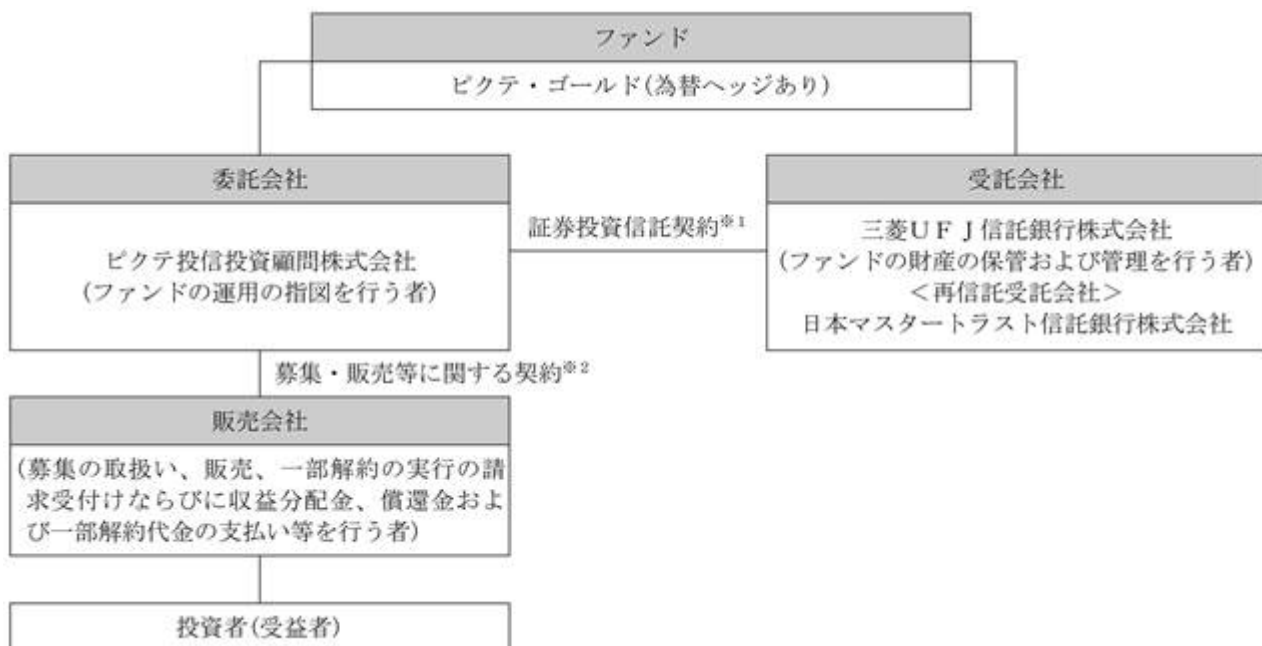 ファンド
ピクテ・ゴールド(為替ヘッジあり)
委託会社
ピクテ投信投資顧問株式会社
(ファンドの運用の指図を行う者)
証券投資信託契約※1
受託会社
三菱UFJ信託銀行株式会社
(ファンドの財産の保管および管理を行う者)
<再信託受託会社>
日本マスタートラスト信託銀行株式会社
募集・販売等に関する契約※2
販売会社
(募集の取扱い、販売、一部解約の実行の請
求受付けならびに収益分配金、償還金およ
び一部解約代金の支払い等を行う者)
投資者(受益者)